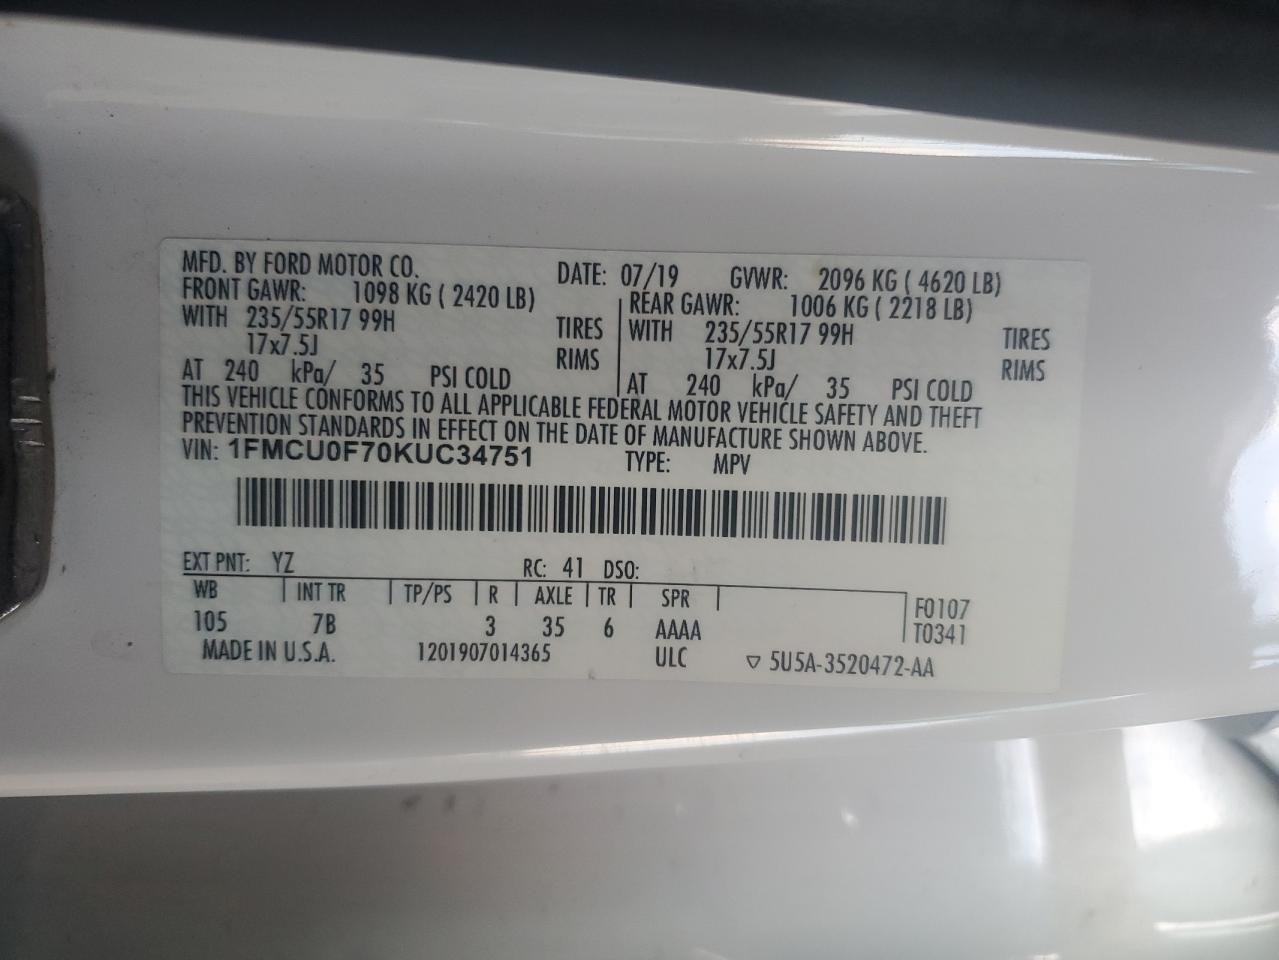 MFD. BY FORD MOTOR CO. DATE: 07/19 GVWR: 2096 KG ( 4620 LB)
FRONT GAWR: 1098 KG ( 2420 LB) REAR GAWR: 1006 KG ( 2218 LB)
WITH 235/55R17 99H TIRES WITH 235/55R17 99H TIRES
17x7.5J RIMS 17x7.5J RIMS
AT 240 kPa/ 35 PSI COLD AT 240 kPa/ 35 PSI COLD
THIS VEHICLE CONFORMS TO ALL APPLICABLE FEDERAL MOTOR VEHICLE SAFETY AND THEFT
PREVENTION STANDARDS IN EFFECT ON THE DATE OF MANUFACTURE SHOWN ABOVE.
VIN: 1FMCU0F70KUC34751 TYPE: MPV
EXT PNT: YZ RC: 41 DSO:
WB INT TR TP/PS R AXLE TR SPR F0107
105 7B 3 35 6 AAAA T0341
MADE IN U.S.A. 1201907014365 ULC ▽ 5U5A-3520472-AA